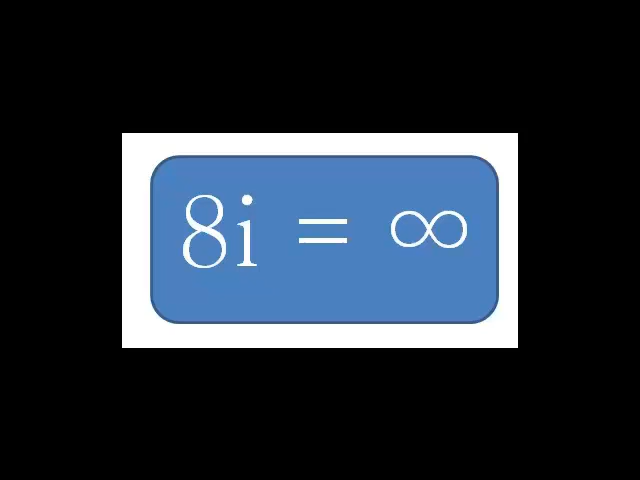 8i = ∞